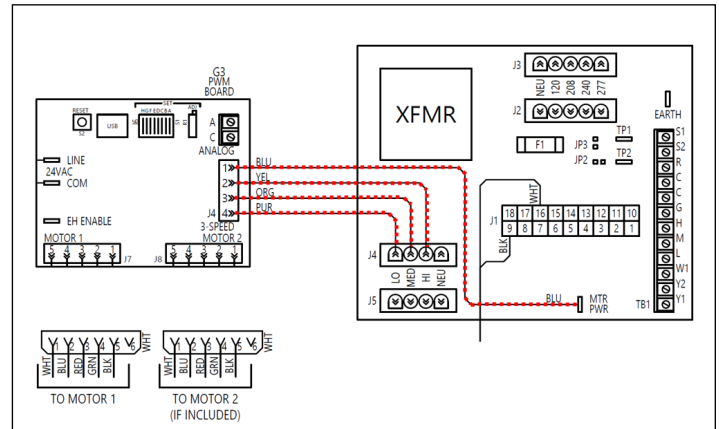 G3
PWM
BOARD
RESET
S2
USB
SET
HGFEDCBA
S1
ADJ
R1
A
C
ANALOG
LINE
24VAC
COM
EH ENABLE
1
2
3
4
J4
3-SPEED
BLU
YEL
ORG
PUR
MOTOR 1
5 4 3 2 1
J7
J8
MOTOR 2
5 4 3 2 1
XFMR
J3
NEU
120
208
240
277
J2
EARTH
F1
JP3
JP2
TP1
TP2
S1
S2
R
C
C
G
H
M
L
W1
Y2
Y1
TB1
WHT
J1
18 17 16 15 14 13 12 11 10
9 8 7 6 5 4 3 2 1
BLK
J4
LO
MED
HI
NEU
J5
BLU
MTR
PWR
1 2 3 4 5 6
WHT
WHT
BLU
RED
GRN
BLK
TO MOTOR 1
1 2 3 4 5 6
WHT
WHT
BLU
RED
GRN
BLK
TO MOTOR 2
(IF INCLUDED)